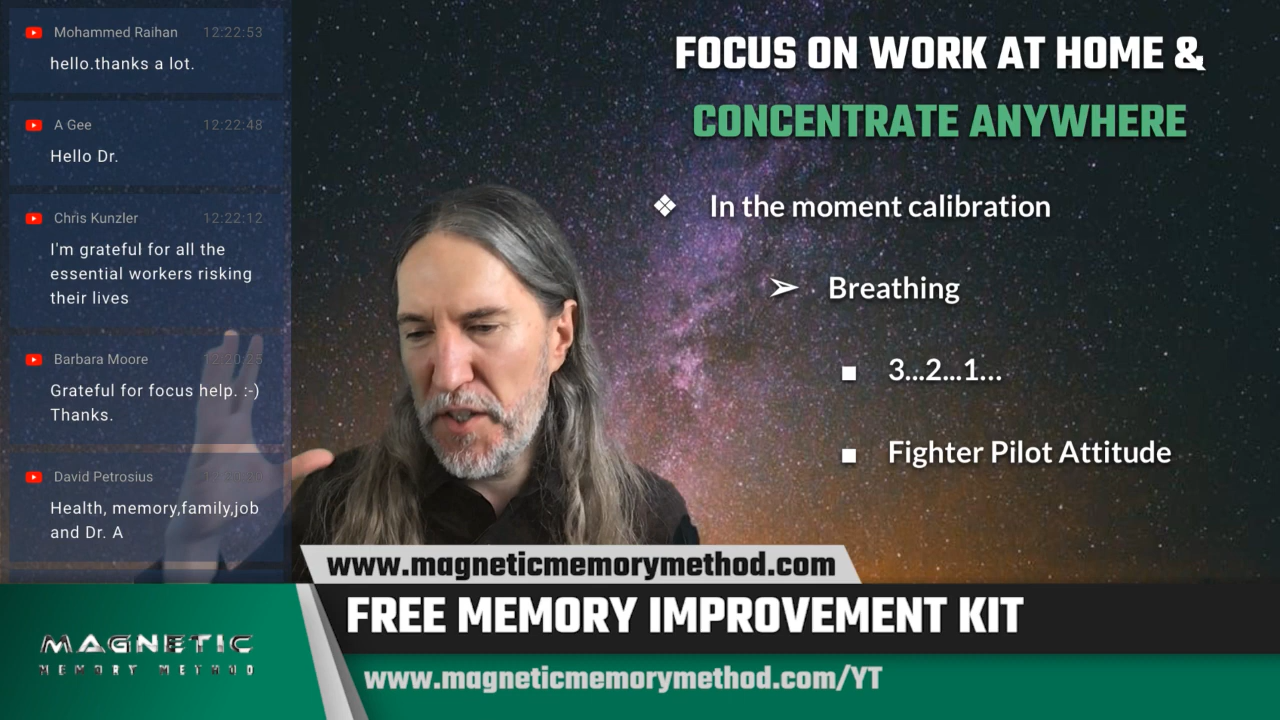 Mohammed Raihan 12:22:53
hello.thanks a lot.
A Gee 12:22:48
Hello Dr.
Chris Kunzler 12:22:12
I'm grateful for all the
essential workers risking
their lives
Barbara Moore 12:20:25
Grateful for focus help. :-)
Thanks.
David Petrosius
Health, memory,family,job
and Dr. A
FOCUS ON WORK AT HOME &
CONCENTRATE ANYWHERE
❖ In the moment calibration
➢ Breathing
▪ 3...2...1...
▪ Fighter Pilot Attitude
www.magneticmemorymethod.com
FREE MEMORY IMPROVEMENT KIT
www.magneticmemorymethod.com/YT
MAGNETIC
MEMORY METHOD